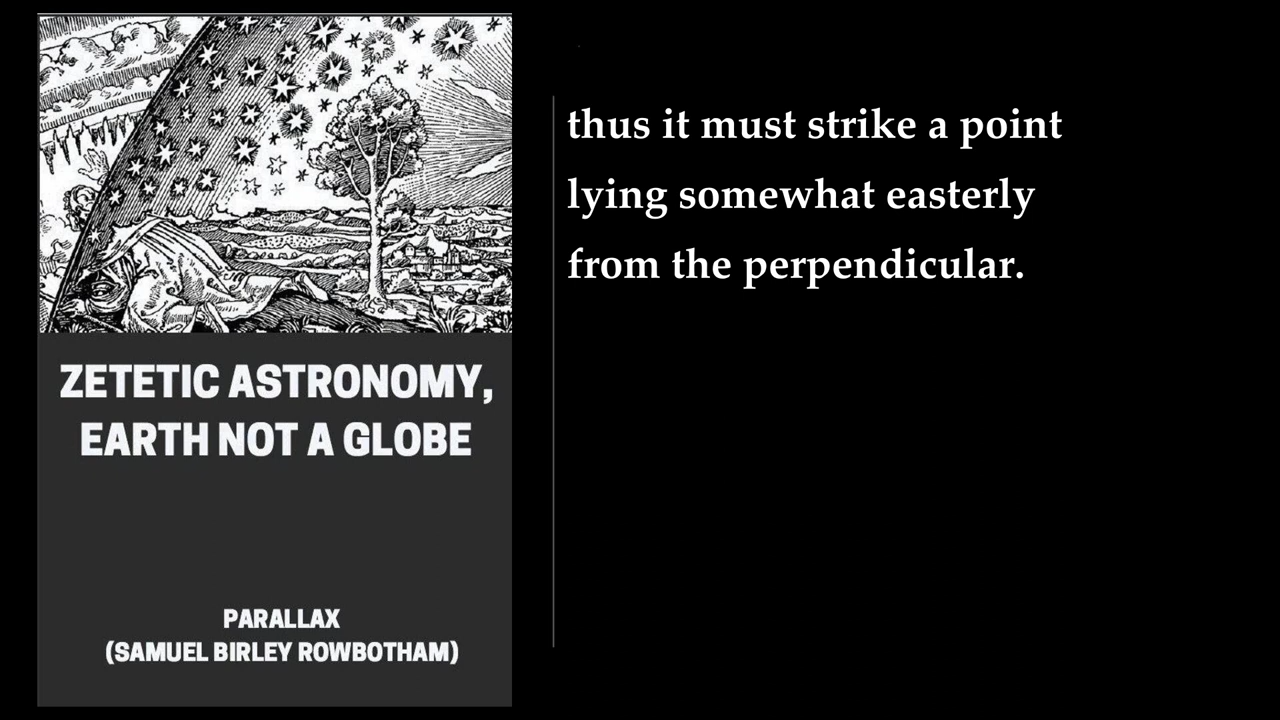 ZETETIC ASTRONOMY,
EARTH NOT A GLOBE
PARALLAX
(SAMUEL BIRLEY ROWBOTHAM)
thus it must strike a point
lying somewhat easterly
from the perpendicular.